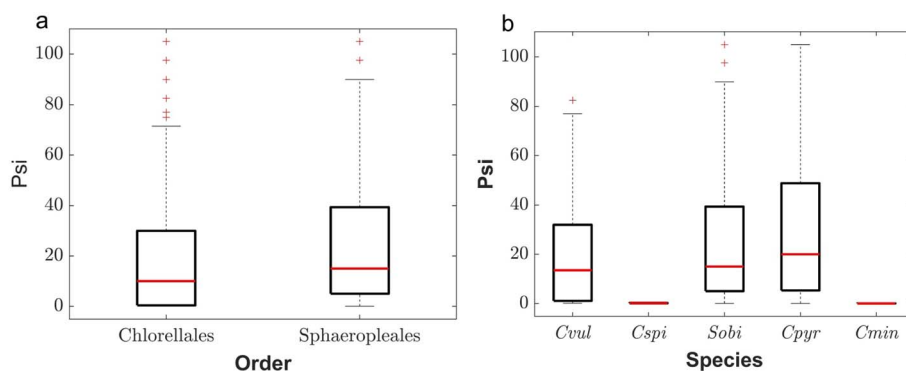 a
100
80
60
40
20
0
Psi
Chlorellales Sphaeropleales
Order
b
100
80
60
40
20
0
Psi
Cvul Cspi Sobi Cpyr Cmin
Species